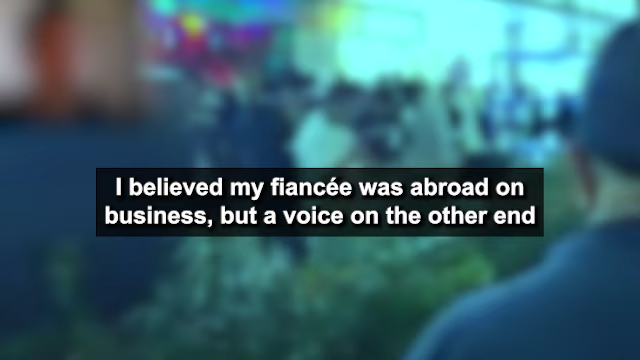 I believed my fiancée was abroad on
business, but a voice on the other end